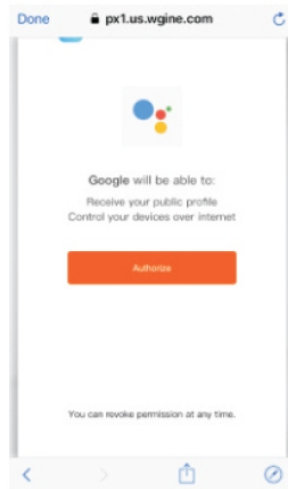 Done px1.us.wgine.com
Google will be able to:
Receive your public profile
Control your devices over internet
Authorize
You can revoke permission at any time.